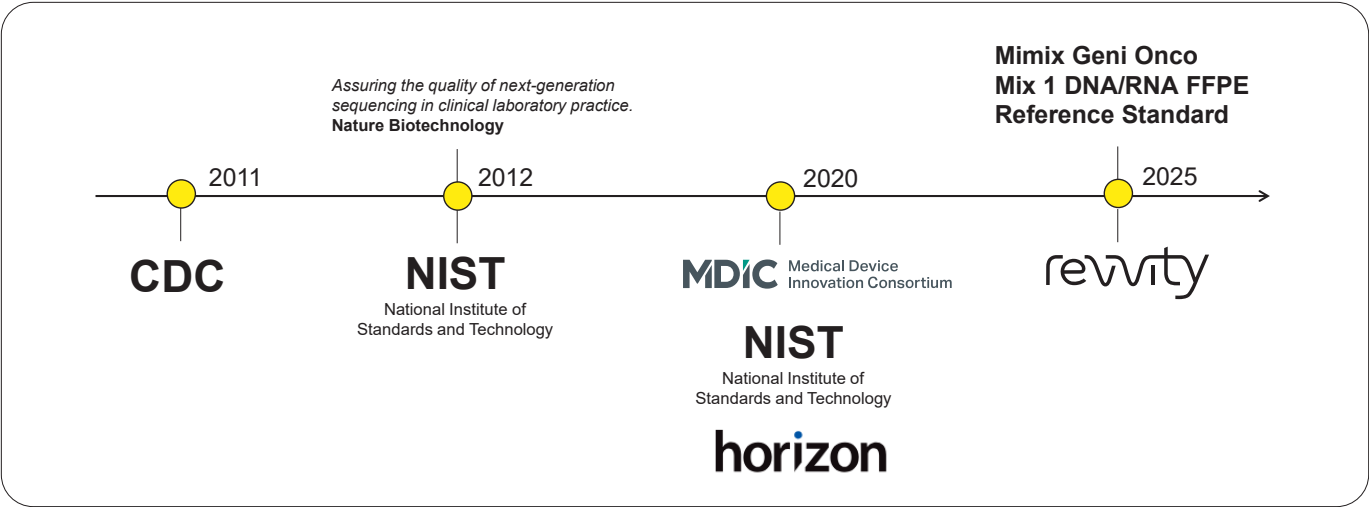 Mimix Geni Onco
Mix 1 DNA/RNA FFPE
Reference Standard
Assuring the quality of next-generation
sequencing in clinical laboratory practice.
Nature Biotechnology
2011
2012
2020
2025
CDC
NIST
National Institute of
Standards and Technology
MDIC Medical Device
Innovation Consortium
NIST
National Institute of
Standards and Technology
horizon
revvity